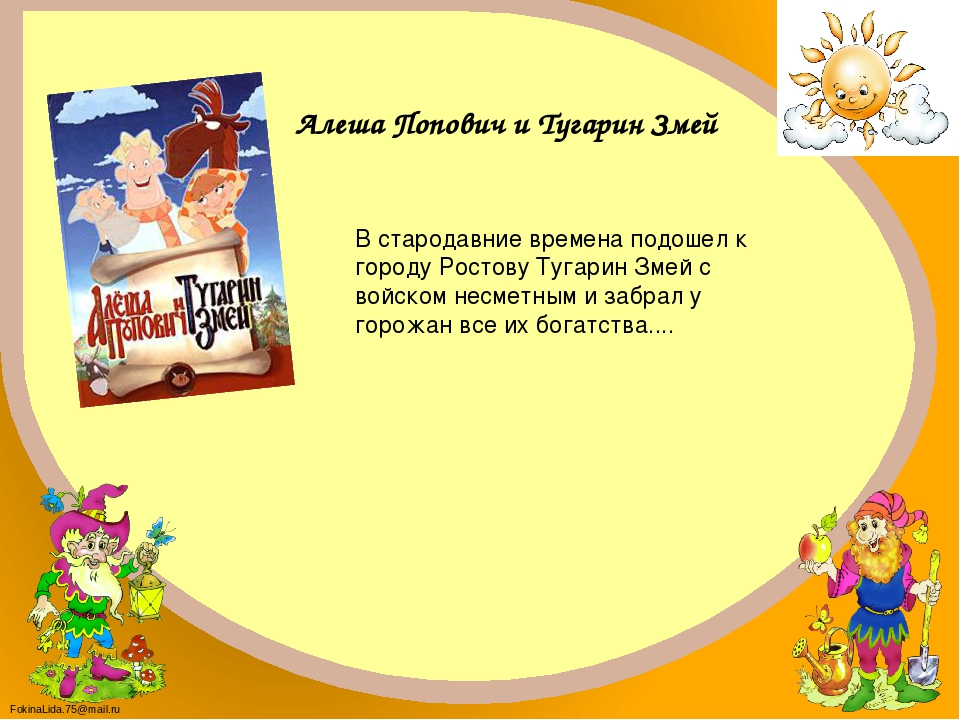 Алеша Попович и Тугарин Змей
В стародавние времена подошел к
городу Ростову Тугарин Змей с
войском несметным и забрал у
горожан все их богатства....
АЛЁША
ПОПОВИЧ
И
ТУГАРИН
ЗМЕЙ
FokinaLida.75@mail.ru